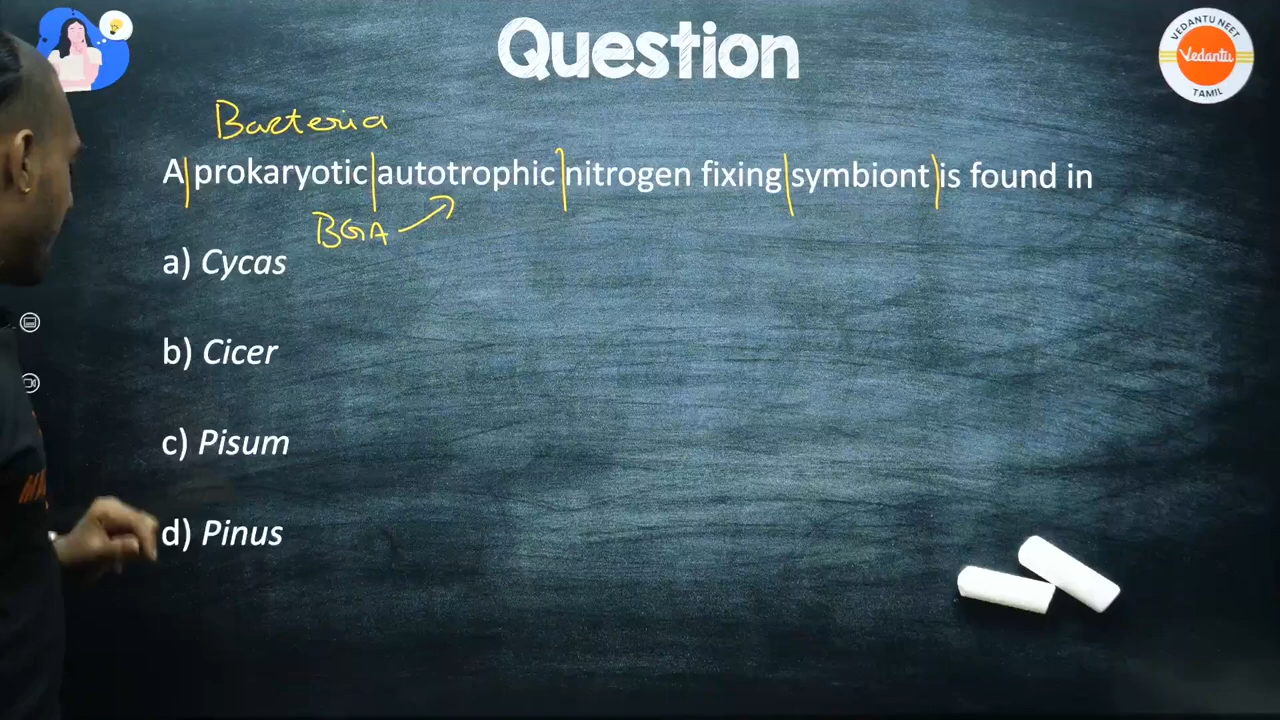 Question
VEDANTU NEET
Vedantu
TAMIL
Bacteria
A prokaryotic autotrophic nitrogen fixing symbiont is found in
BGA
a) Cycas
b) Cicer
c) Pisum
d) Pinus